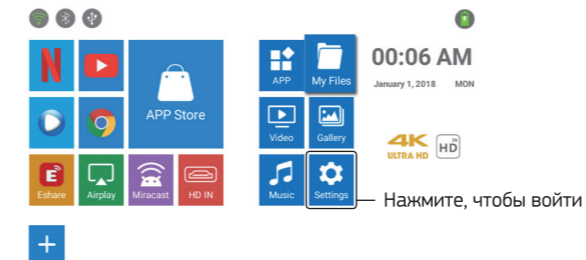 N
APP Store
E
Eshare
Airplay
Miracast
HD IN
APP
My Files
Video
Gallery
Music
Settings
00:06 AM
January 1, 2018 MON
4K
ULTRA HD
HD
IN
Нажмите, чтобы войти